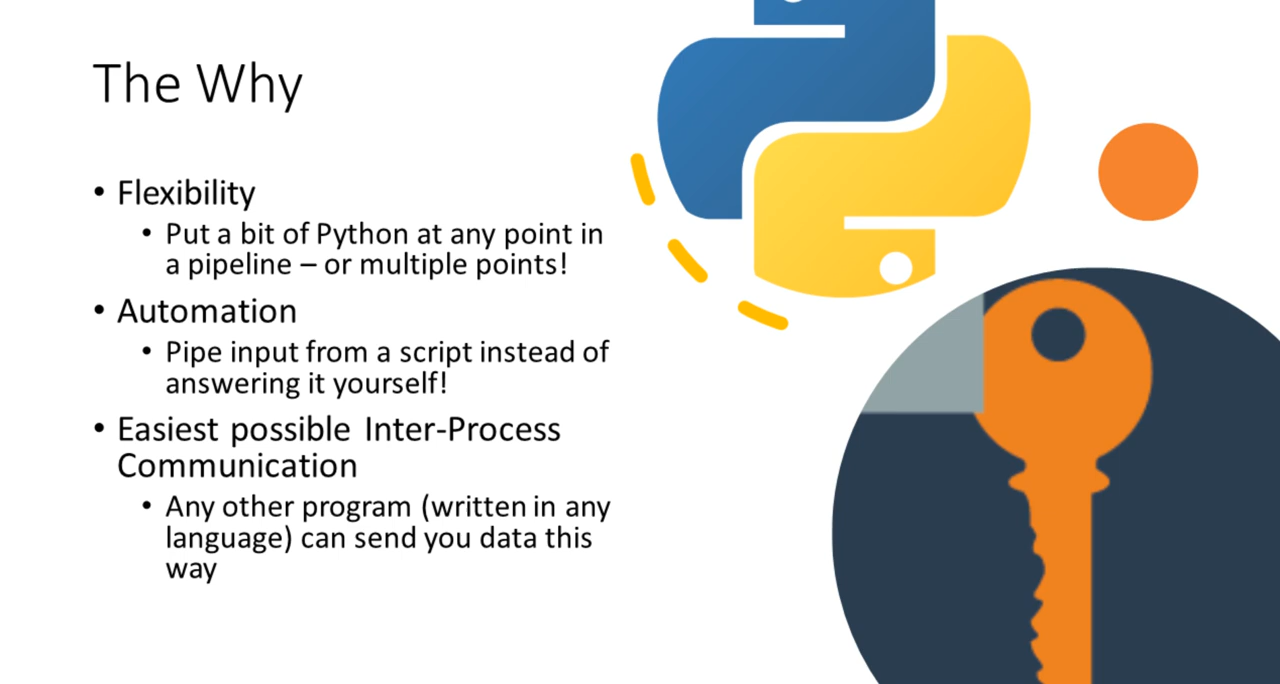 The Why
• Flexibility
• Put a bit of Python at any point in
a pipeline – or multiple points!
• Automation
• Pipe input from a script instead of
answering it yourself!
• Easiest possible Inter-Process
Communication
• Any other program (written in any
language) can send you data this
way